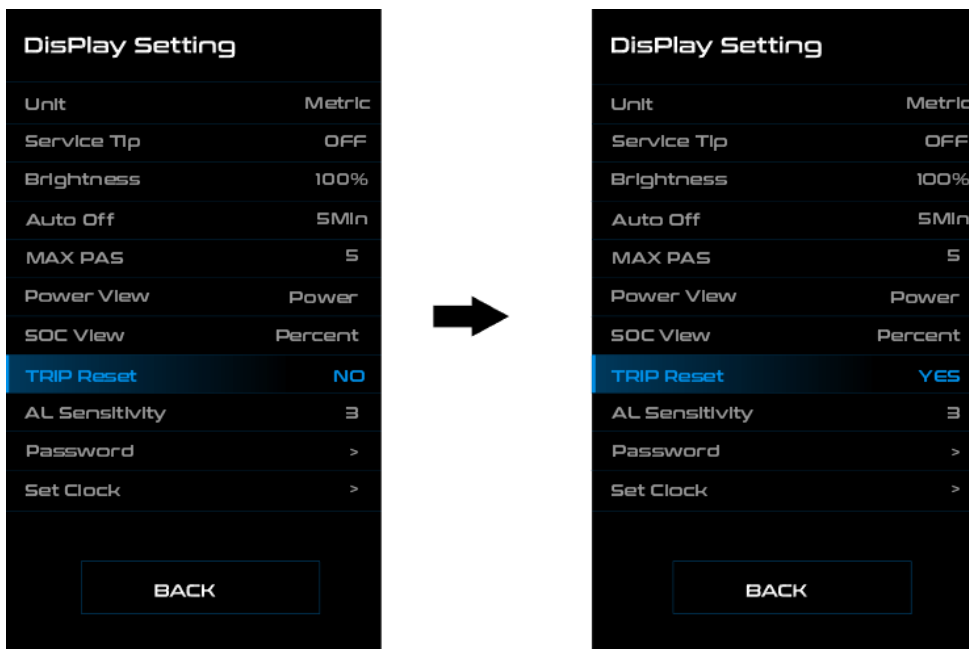 DisPlay Setting
Unit Metric
Service Tip OFF
Brightness 100%
Auto Off 5Min
MAX PAS 5
Power View Power
SOC View Percent
TRIP Reset NO
AL Sensitivity 3
Password >
Set Clock >
BACK
DisPlay Setting
Unit Metric
Service Tip OFF
Brightness 100%
Auto Off 5Min
MAX PAS 5
Power View Power
SOC View Percent
TRIP Reset YES
AL Sensitivity 3
Password >
Set Clock >
BACK